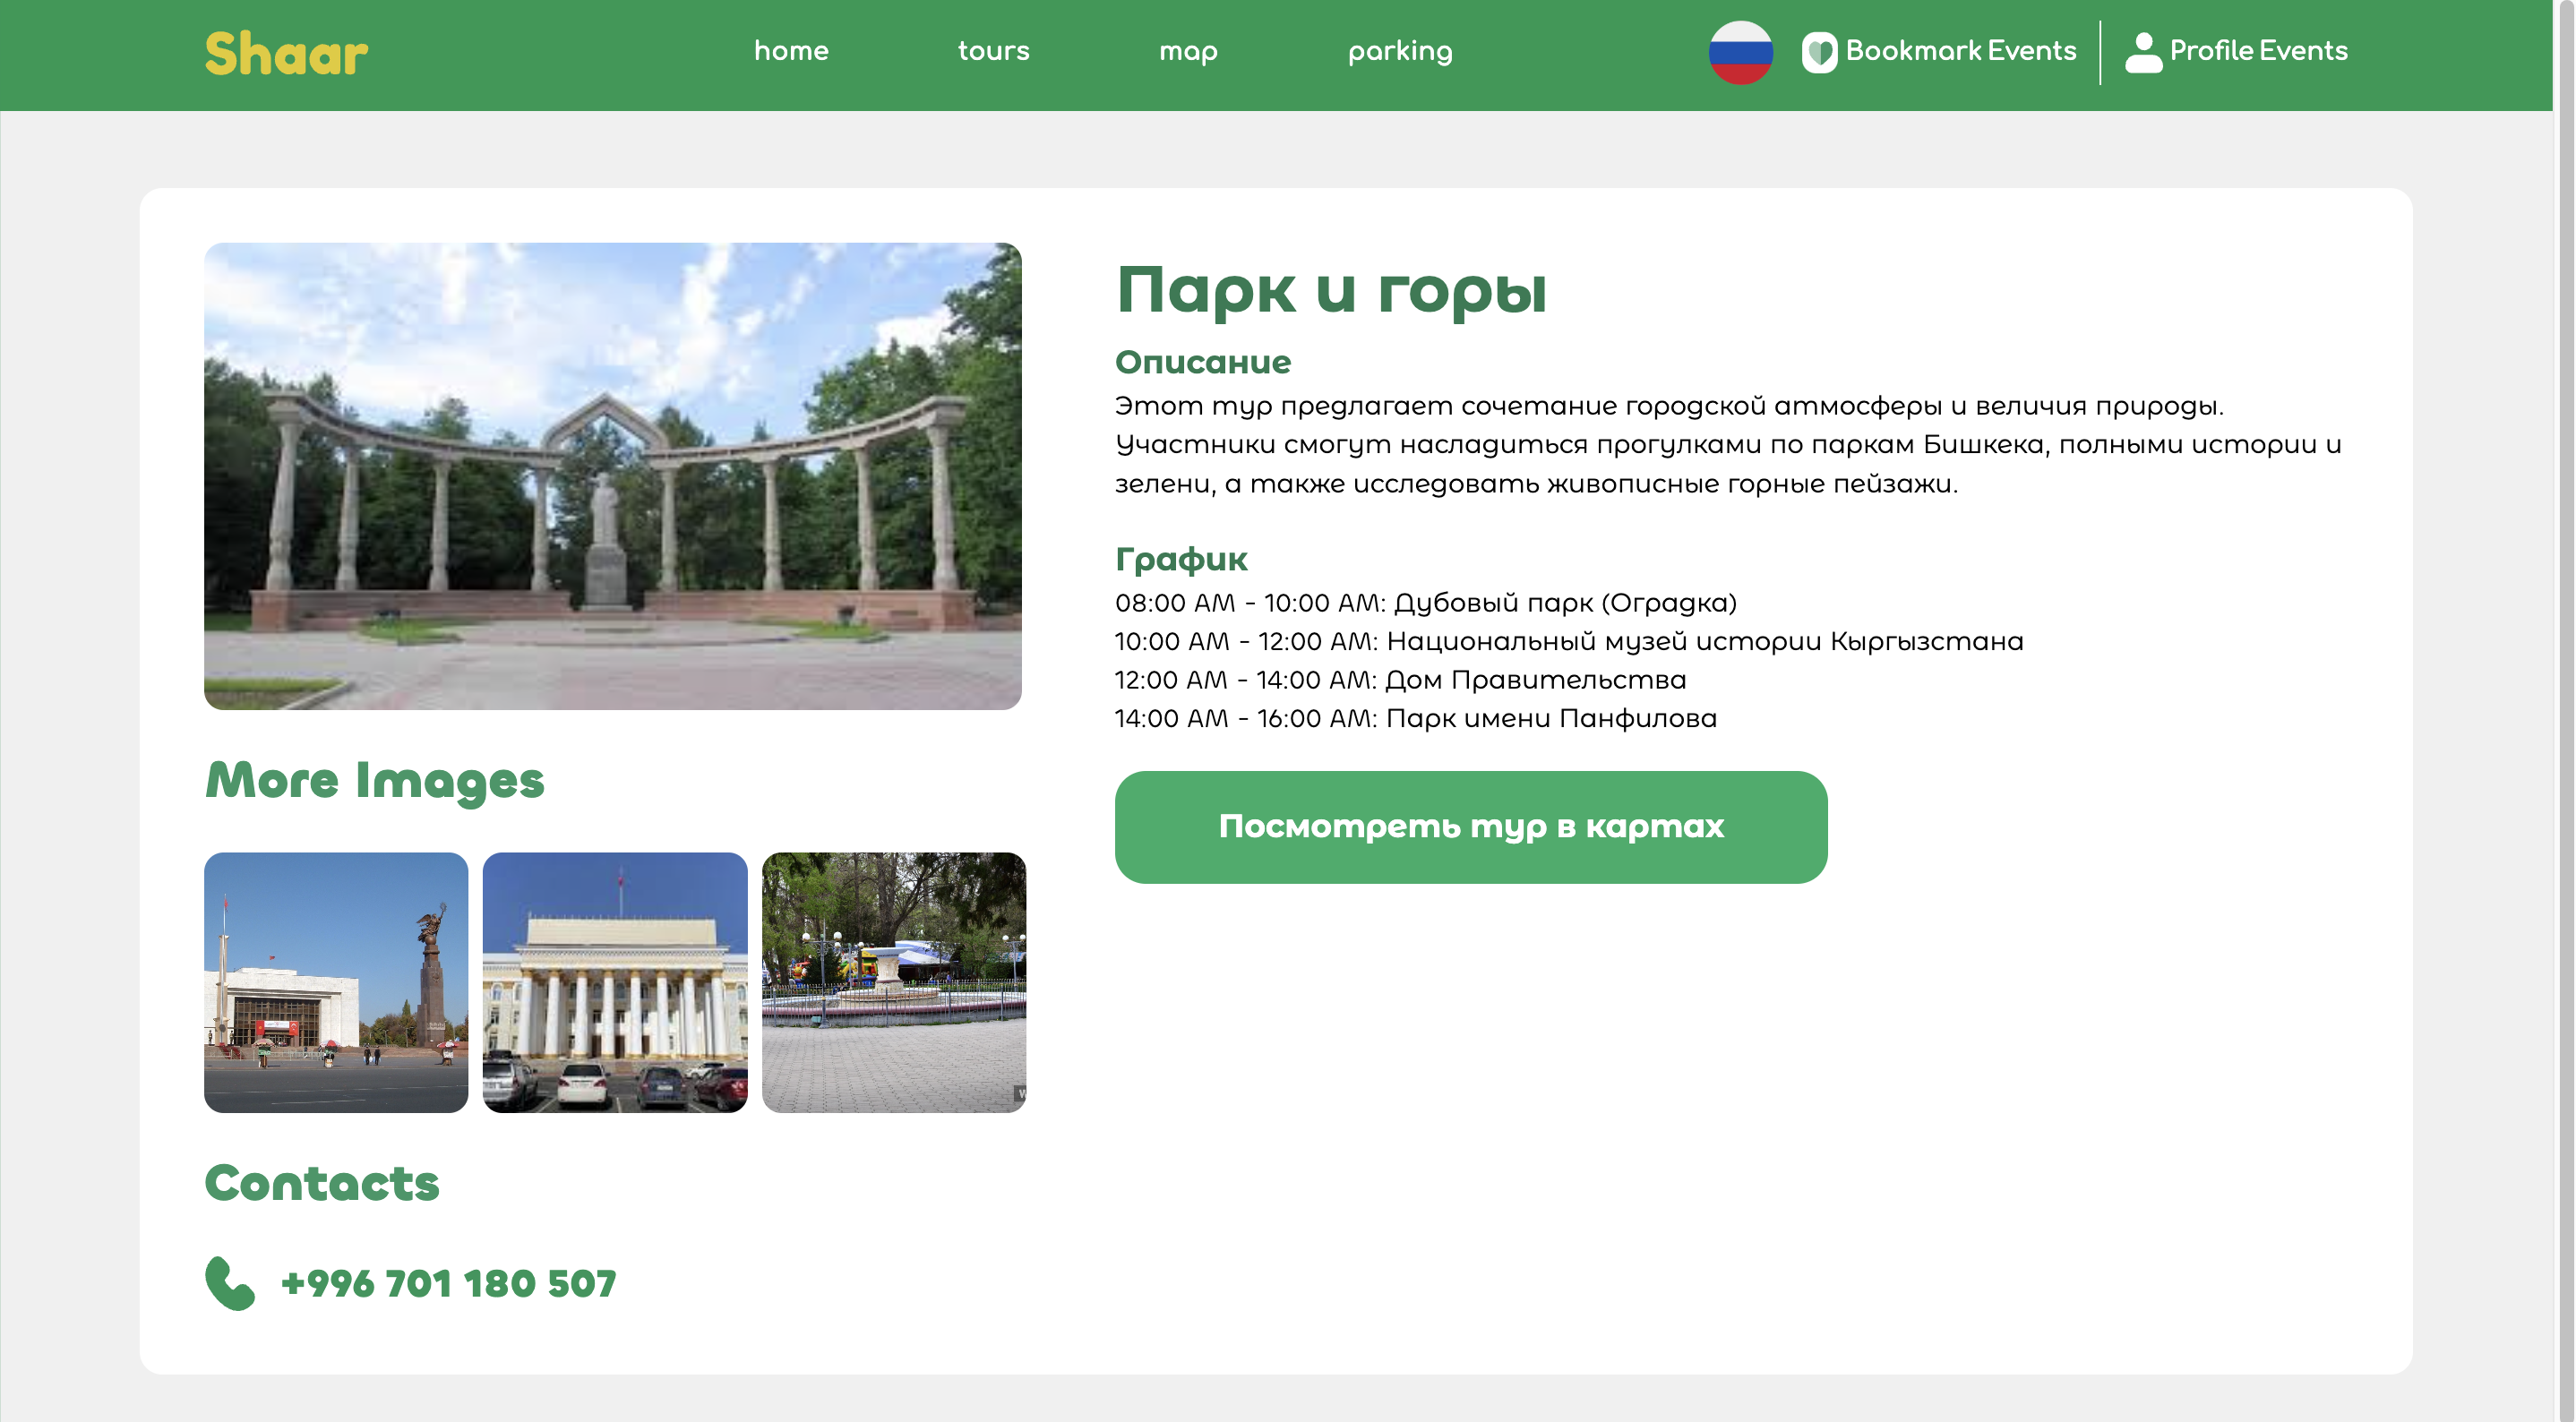 Shaar
home
tours
map
parking
Bookmark Events
Profile Events
Парк и горы
Описание
Этот тур предлагает сочетание городской атмосферы и величия природы.
Участники смогут насладиться прогулками по паркам Бишкека, полными истории и
зелени, а также исследовать живописные горные пейзажи.
График
08:00 AM - 10:00 AM: Дубовый парк (Оградка)
10:00 AM - 12:00 AM: Национальный музей истории Кыргызстана
12:00 AM - 14:00 AM: Дом Правительства
14:00 AM - 16:00 AM: Парк имени Панфилова
Посмотреть тур в картах
More Images
Contacts
+996 701 180 507